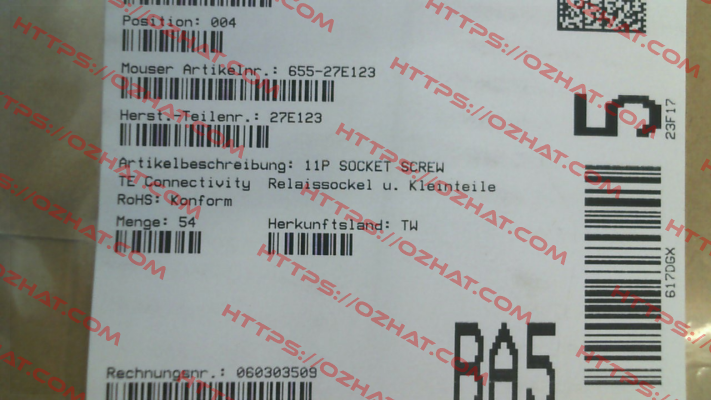 Position: 004
Mouser Artikelnr.: 655-27E123
Herst.-Teilenr.: 27E123
Artikelbeschreibung: 11P SOCKET SCREW
TE Connectivity Relaissockel u. Kleinteile
RoHS: Konform
Menge: 54 Herkunftsland: TW
Rechnungsnr.: 060303509
BA5
5
23F17
617DGX
HTTPS://OZHAT.COM